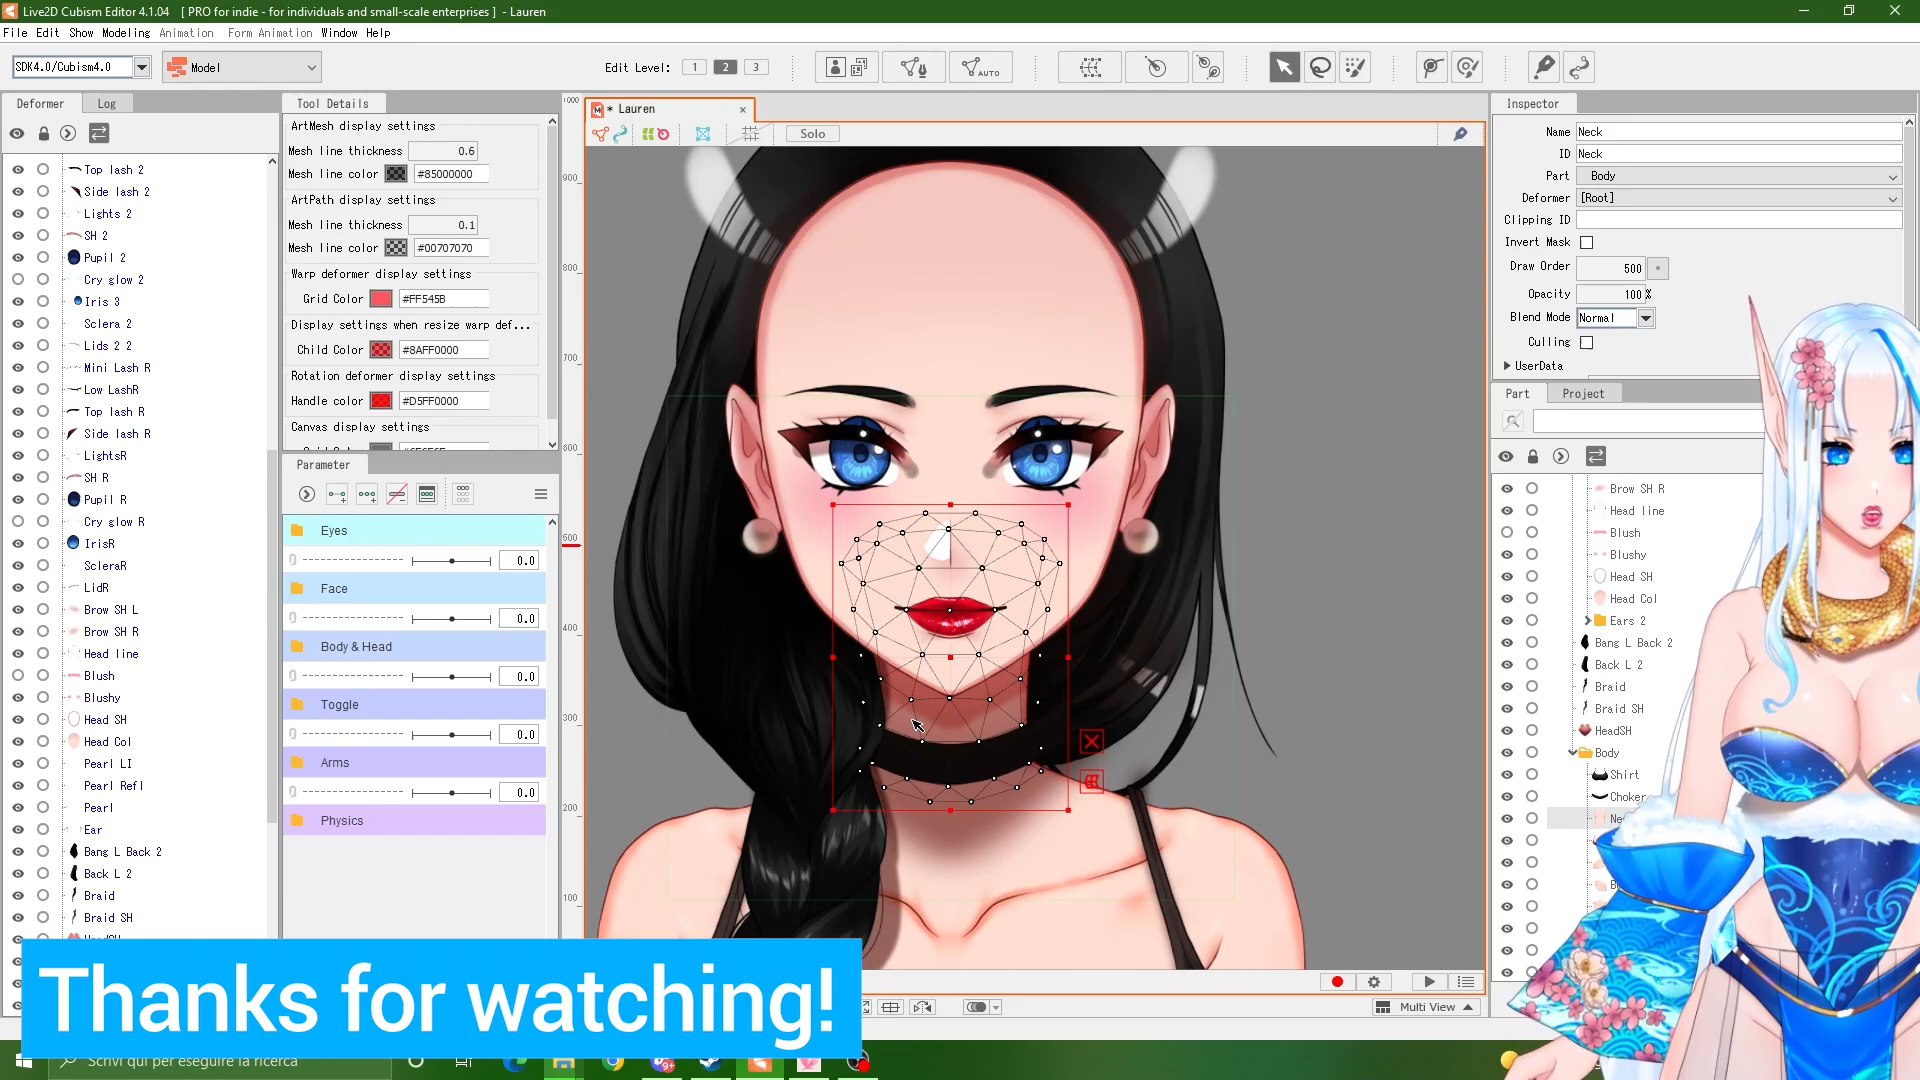 Live2D Cubism Editor 4.1.04 [ PRO for indie - for individuals and small-scale enterprises ] - Lauren
File Edit Show Modeling Animation Form Animation Window Help
SDK4.0/Cubism4.0
Model
Edit Level: 1 2 3
AUTO
Deformer
Log
Top lash 2
Side lash 2
Lights 2
SH 2
Pupil 2
Cry glow 2
Iris 3
Sclera 2
Lids 2 2
Mini Lash R
Low LashR
Top lash R
Side lash R
LightsR
SH R
Pupil R
Cry glow R
IrisR
ScleraR
LidR
Brow SH L
Brow SH R
Head line
Blush
Blushy
Head SH
Head Col
Pearl LI
Pearl Refl
Pearl
Ear
Bang L Back 2
Back L 2
Braid
Braid SH
Tool Details
ArtMesh display settings
Mesh line thickness 0.6
Mesh line color #85000000
ArtPath display settings
Mesh line thickness 0.1
Mesh line color #00707070
Warp deformer display settings
Grid Color #FF545B
Display settings when resize warp def...
Child Color #8AFF0000
Rotation deformer display settings
Handle color #D5FF0000
Canvas display settings
Parameter
Eyes
0.0
Face
0.0
Body & Head
0.0
Toggle
0.0
Arms
0.0
Physics
* Lauren
Solo
1000
900
800
700
600
500
400
300
200
100
Multi View
Inspector
Name Neck
ID Neck
Part Body
Deformer [Root]
Clipping ID
Invert Mask
Draw Order 500
Opacity 100 %
Blend Mode Normal
Culling
UserData
Part
Project
Brow SH R
Head line
Blush
Blushy
Head SH
Head Col
Ears 2
Bang L Back 2
Back L 2
Braid
Braid SH
HeadSH
Body
Shirt
Choker
Thanks for watching!
Scrivi qui per eseguire la ricerca
9+